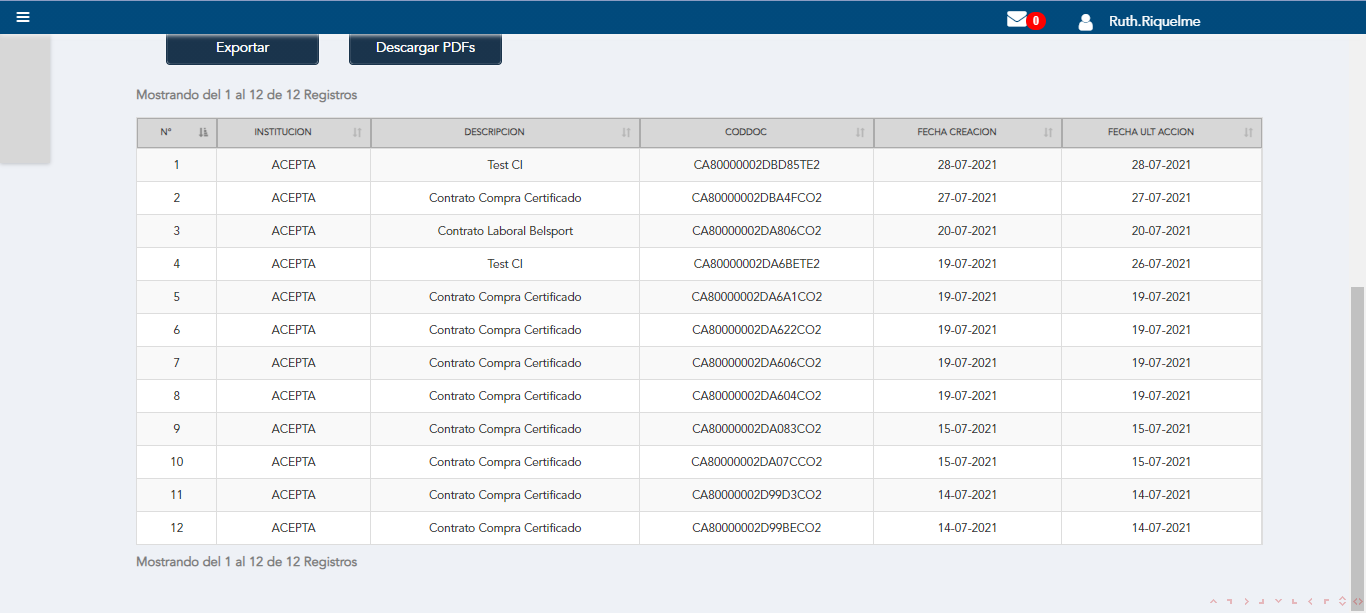 0 Ruth.Riquelme
Exportar Descargar PDFs
Mostrando del 1 al 12 de 12 Registros
N° INSTITUCION DESCRIPCION CODDOC FECHA CREACION FECHA ULT ACCION
1 ACEPTA Test CI CA80000002DBD85TE2 28-07-2021 28-07-2021
2 ACEPTA Contrato Compra Certificado CA80000002DBA4FCO2 27-07-2021 27-07-2021
3 ACEPTA Contrato Laboral Belsport CA80000002DA806CO2 20-07-2021 20-07-2021
4 ACEPTA Test CI CA80000002DA6BETE2 19-07-2021 26-07-2021
5 ACEPTA Contrato Compra Certificado CA80000002DA6A1CO2 19-07-2021 19-07-2021
6 ACEPTA Contrato Compra Certificado CA80000002DA622CO2 19-07-2021 19-07-2021
7 ACEPTA Contrato Compra Certificado CA80000002DA606CO2 19-07-2021 19-07-2021
8 ACEPTA Contrato Compra Certificado CA80000002DA604CO2 19-07-2021 19-07-2021
9 ACEPTA Contrato Compra Certificado CA80000002DA083CO2 15-07-2021 15-07-2021
10 ACEPTA Contrato Compra Certificado CA80000002DA07CCO2 15-07-2021 15-07-2021
11 ACEPTA Contrato Compra Certificado CA80000002D99D3CO2 14-07-2021 14-07-2021
12 ACEPTA Contrato Compra Certificado CA80000002D99BECO2 14-07-2021 14-07-2021
Mostrando del 1 al 12 de 12 Registros